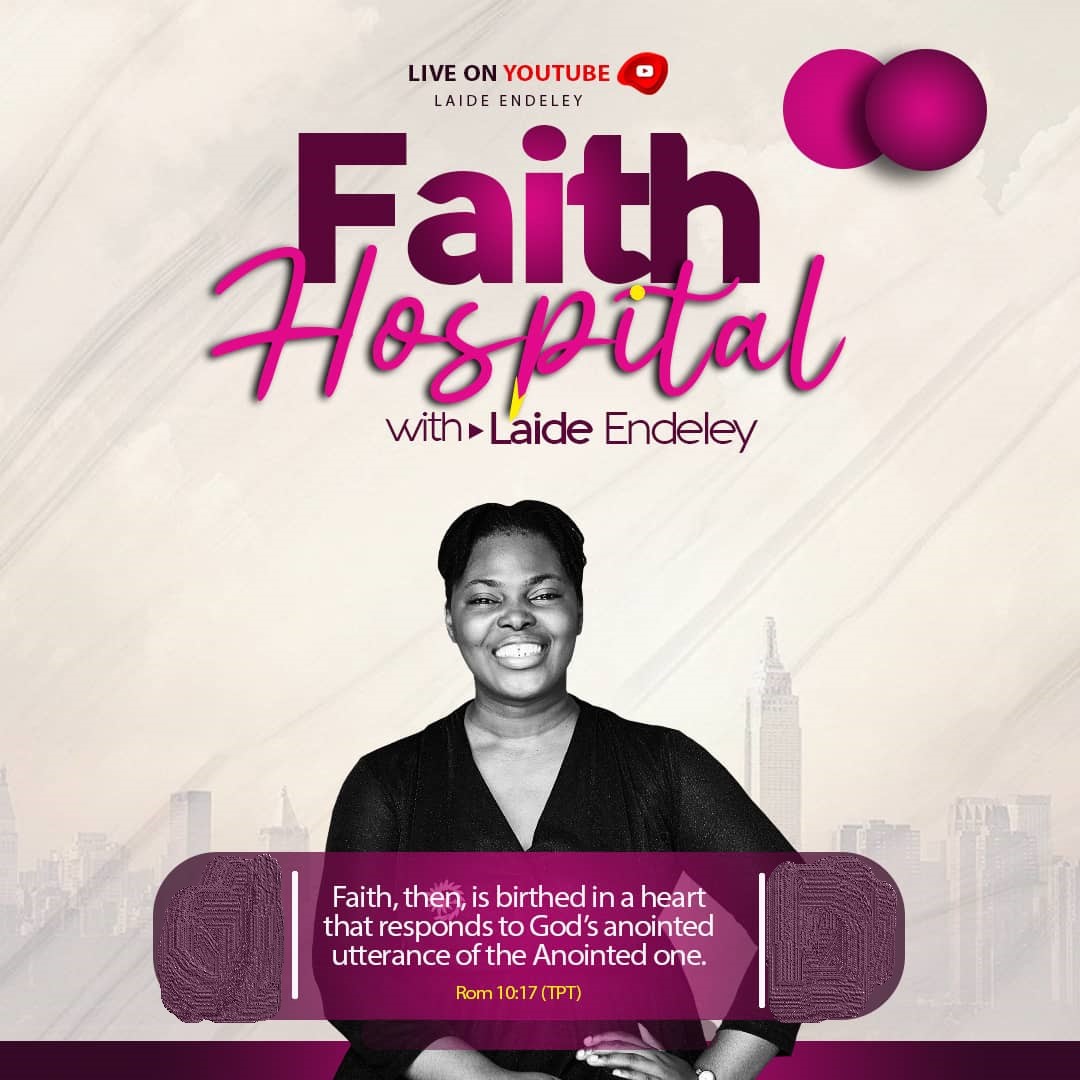 LIVE ON YOUTUBE
LAIDE ENDELEY
Faith
Hospital
with Laide Endeley
Faith, then, is birthed in a heart
that responds to God's anointed
utterance of the Anointed one.
Rom 10:17 (TPT)